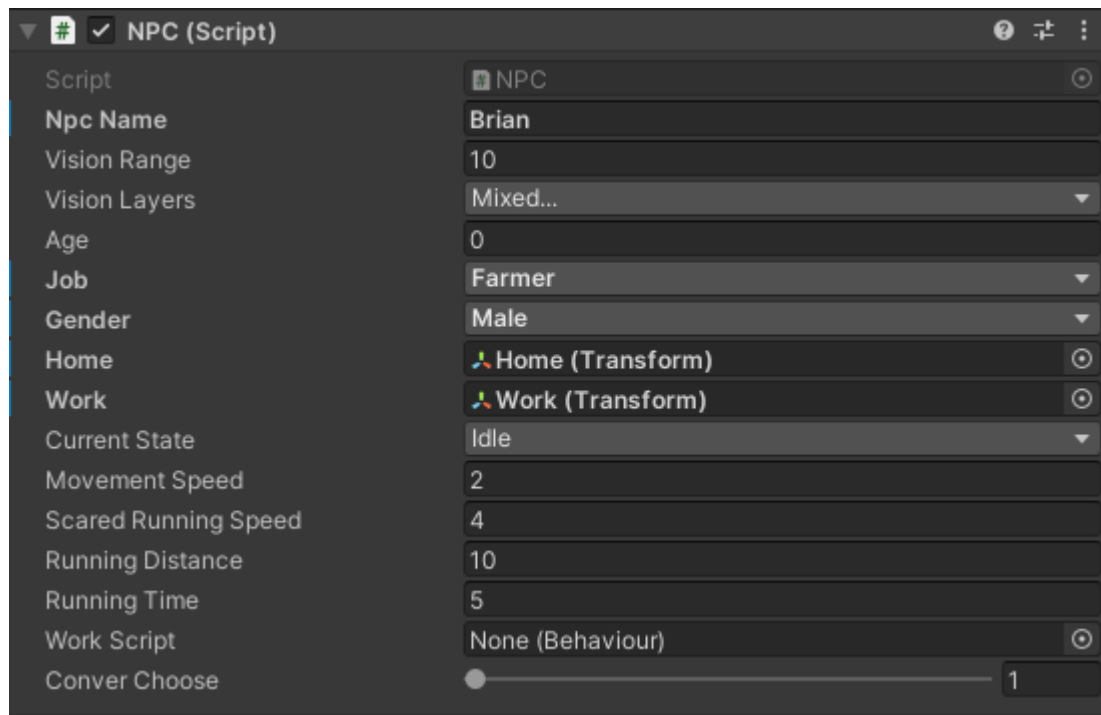 NPC (Script)
Script NPC
Npc Name Brian
Vision Range 10
Vision Layers Mixed...
Age 0
Job Farmer
Gender Male
Home Home (Transform)
Work Work (Transform)
Current State Idle
Movement Speed 2
Scared Running Speed 4
Running Distance 10
Running Time 5
Work Script None (Behaviour)
Conver Choose 1